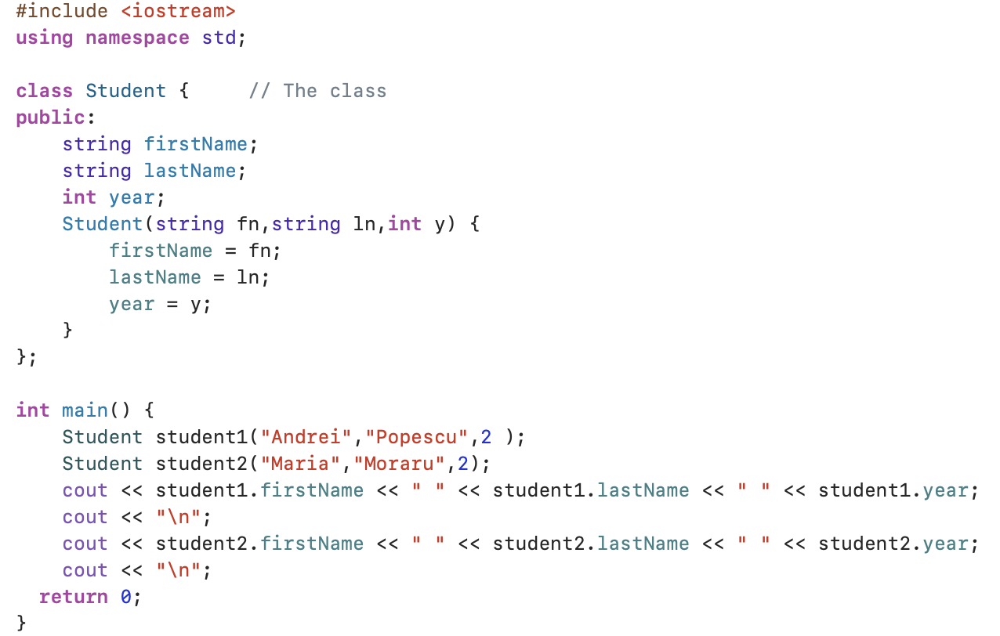 #include <iostream>
using namespace std;

class Student {     // The class
public:
    string firstName;
    string lastName;
    int year;
    Student(string fn,string ln,int y) {
        firstName = fn;
        lastName = ln;
        year = y;
    }
};

int main() {
    Student student1("Andrei","Popescu",2 );
    Student student2("Maria","Moraru",2);
    cout << student1.firstName << " " << student1.lastName << " " << student1.year;
    cout << "\n";
    cout << student2.firstName << " " << student2.lastName << " " << student2.year;
    cout << "\n";
  return 0;
}